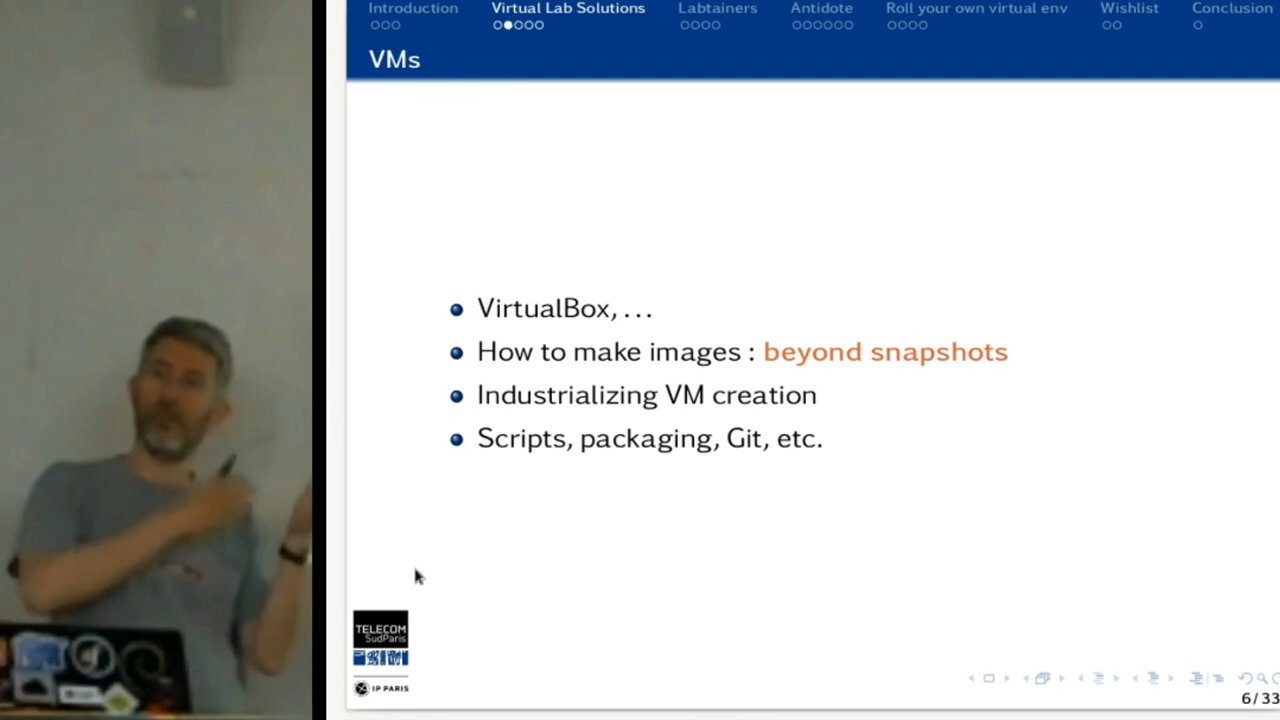 Introduction Virtual Lab Solutions Labtainers Antidote Roll your own virtual env Wishlist Conclusion
VMs
VirtualBox, ...
How to make images : beyond snapshots
Industrializing VM creation
Scripts, packaging, Git, etc.
TELECOM
SudParis
IP PARIS
6/33